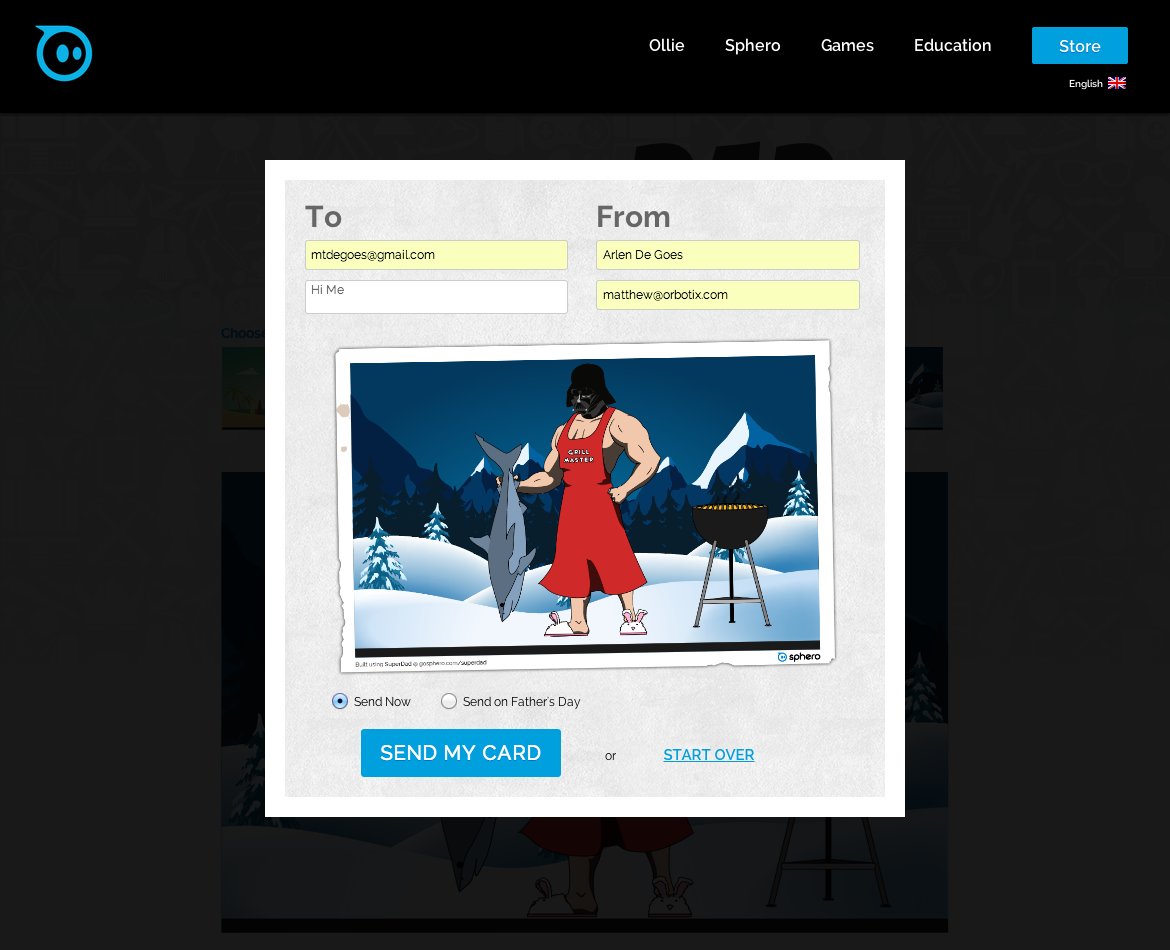 Ollie
Sphero
Games
Education
Store
English
Choose
To
From
mtdegoes@gmail.com
Arlen De Goes
Hi Me
matthew@orbotix.com
GRILL
MASTER
Built using SuperDad @ gosphero.com/superdad
sphero
Send Now
Send on Father's Day
SEND MY CARD
or
START OVER